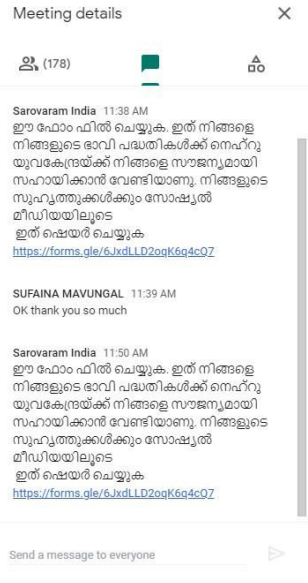 Meeting details
(178)
Sarovaram India 11:38 AM
ഈ ഫോം ഫിൽ ചെയ്യുക. ഇത് നിങ്ങളെ
നിങ്ങളുടെ ഭാവി പദ്ധതികൾക്ക് നെഹ്റു
യുവകേന്ദ്രയ്ക്ക് നിങ്ങളെ സൗജന്യമായി
സഹായിക്കാൻ വേണ്ടിയാണു. നിങ്ങളുടെ
സുഹൃത്തുക്കൾക്കും സോഷ്യൽ
മീഡിയയിലൂടെ
ഇത് ഷെയർ ചെയ്യുക
https://forms.gle/6JxdLLD2oqK6q4cQ7
SUFAINA MAVUNGAL 11:39 AM
OK thank you so much
Sarovaram India 11:50 AM
ഈ ഫോം ഫിൽ ചെയ്യുക. ഇത് നിങ്ങളെ
നിങ്ങളുടെ ഭാവി പദ്ധതികൾക്ക് നെഹ്റു
യുവകേന്ദ്രയ്ക്ക് നിങ്ങളെ സൗജന്യമായി
സഹായിക്കാൻ വേണ്ടിയാണു. നിങ്ങളുടെ
സുഹൃത്തുക്കൾക്കും സോഷ്യൽ
മീഡിയയിലൂടെ
ഇത് ഷെയർ ചെയ്യുക
https://forms.gle/6JxdLLD2oqK6q4cQ7
Send a message to everyone